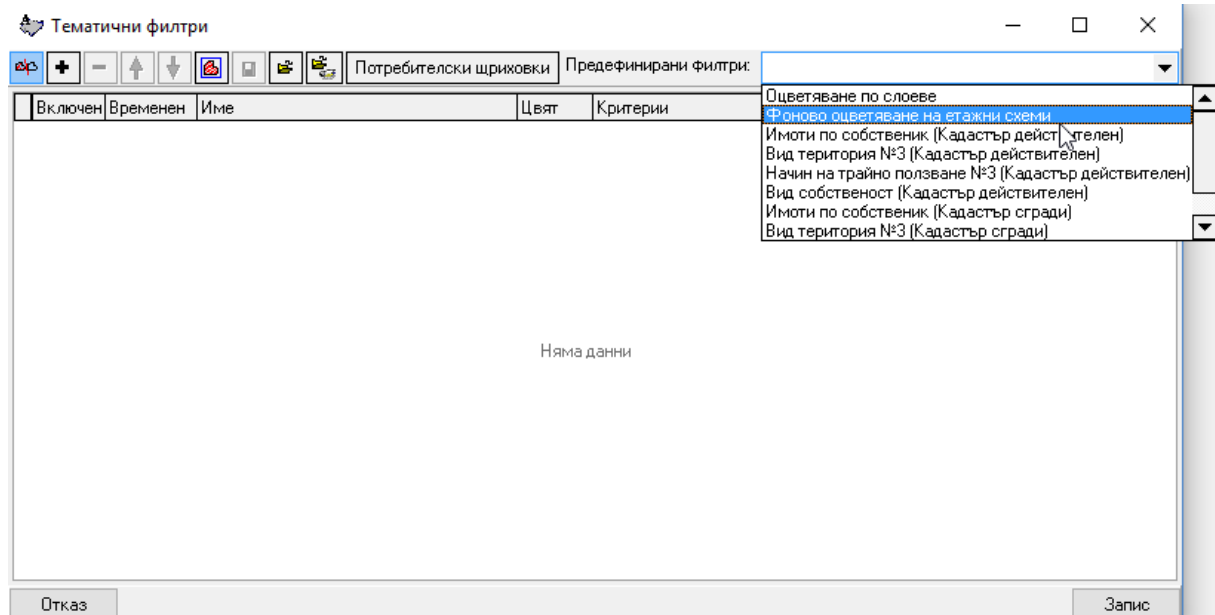 Тематични филтри
Потребителски щриховки Предефинирани филтри:
Включен Временен Име Цвят Критерии
Оцветяване по слоеве
Фоново оцветяване на етажни схеми
Имоти по собственик (Кадастър действителен)
Вид територия №3 (Кадастър действителен)
Начин на трайно ползване №3 (Кадастър действителен)
Вид собственост (Кадастър действителен)
Имоти по собственик (Кадастър сгради)
Вид територия №3 (Кадастър сгради)
Няма данни
Отказ Запис